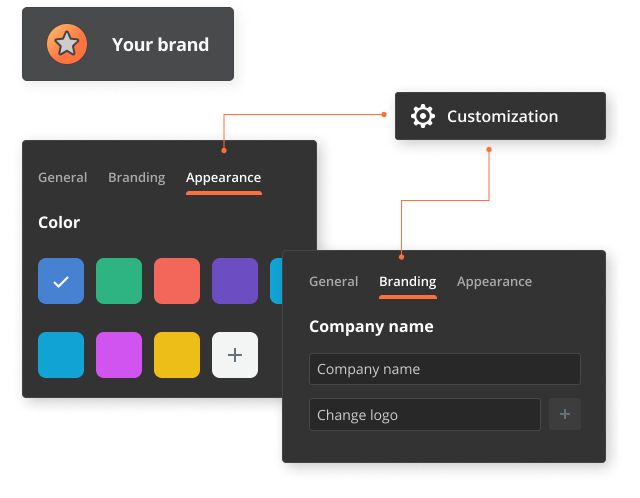 Your brand
Customization
General Branding Appearance
Color
General Branding Appearance
Company name
Company name
Change logo